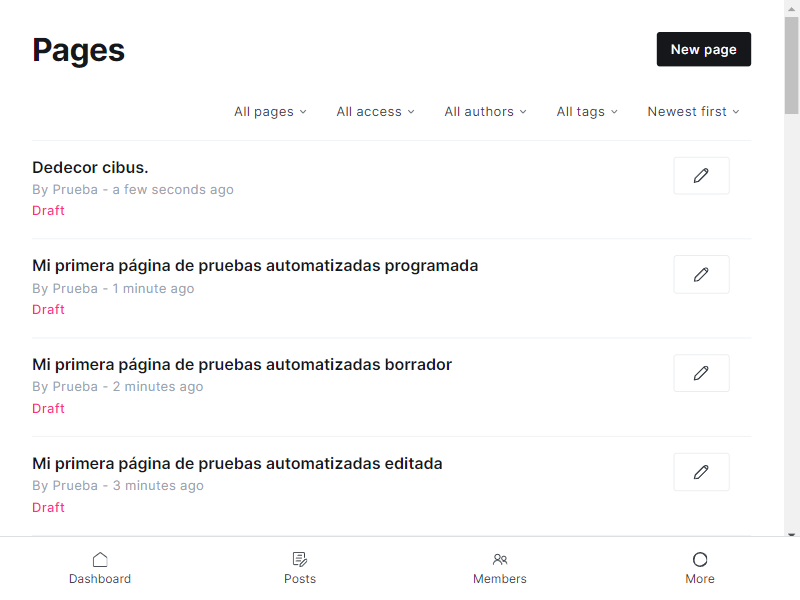 Pages
New page
All pages
All access
All authors
All tags
Newest first
Dedecor cibus.
By Prueba - a few seconds ago
Draft
Mi primera página de pruebas automatizadas programada
By Prueba - 1 minute ago
Draft
Mi primera página de pruebas automatizadas borrador
By Prueba - 2 minutes ago
Draft
Mi primera página de pruebas automatizadas editada
By Prueba - 3 minutes ago
Draft
Dashboard
Posts
Members
More